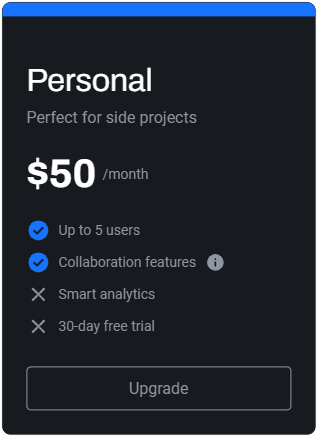 Personal
Perfect for side projects
$50 /month
Up to 5 users
Collaboration features
Smart analytics
30-day free trial
Upgrade